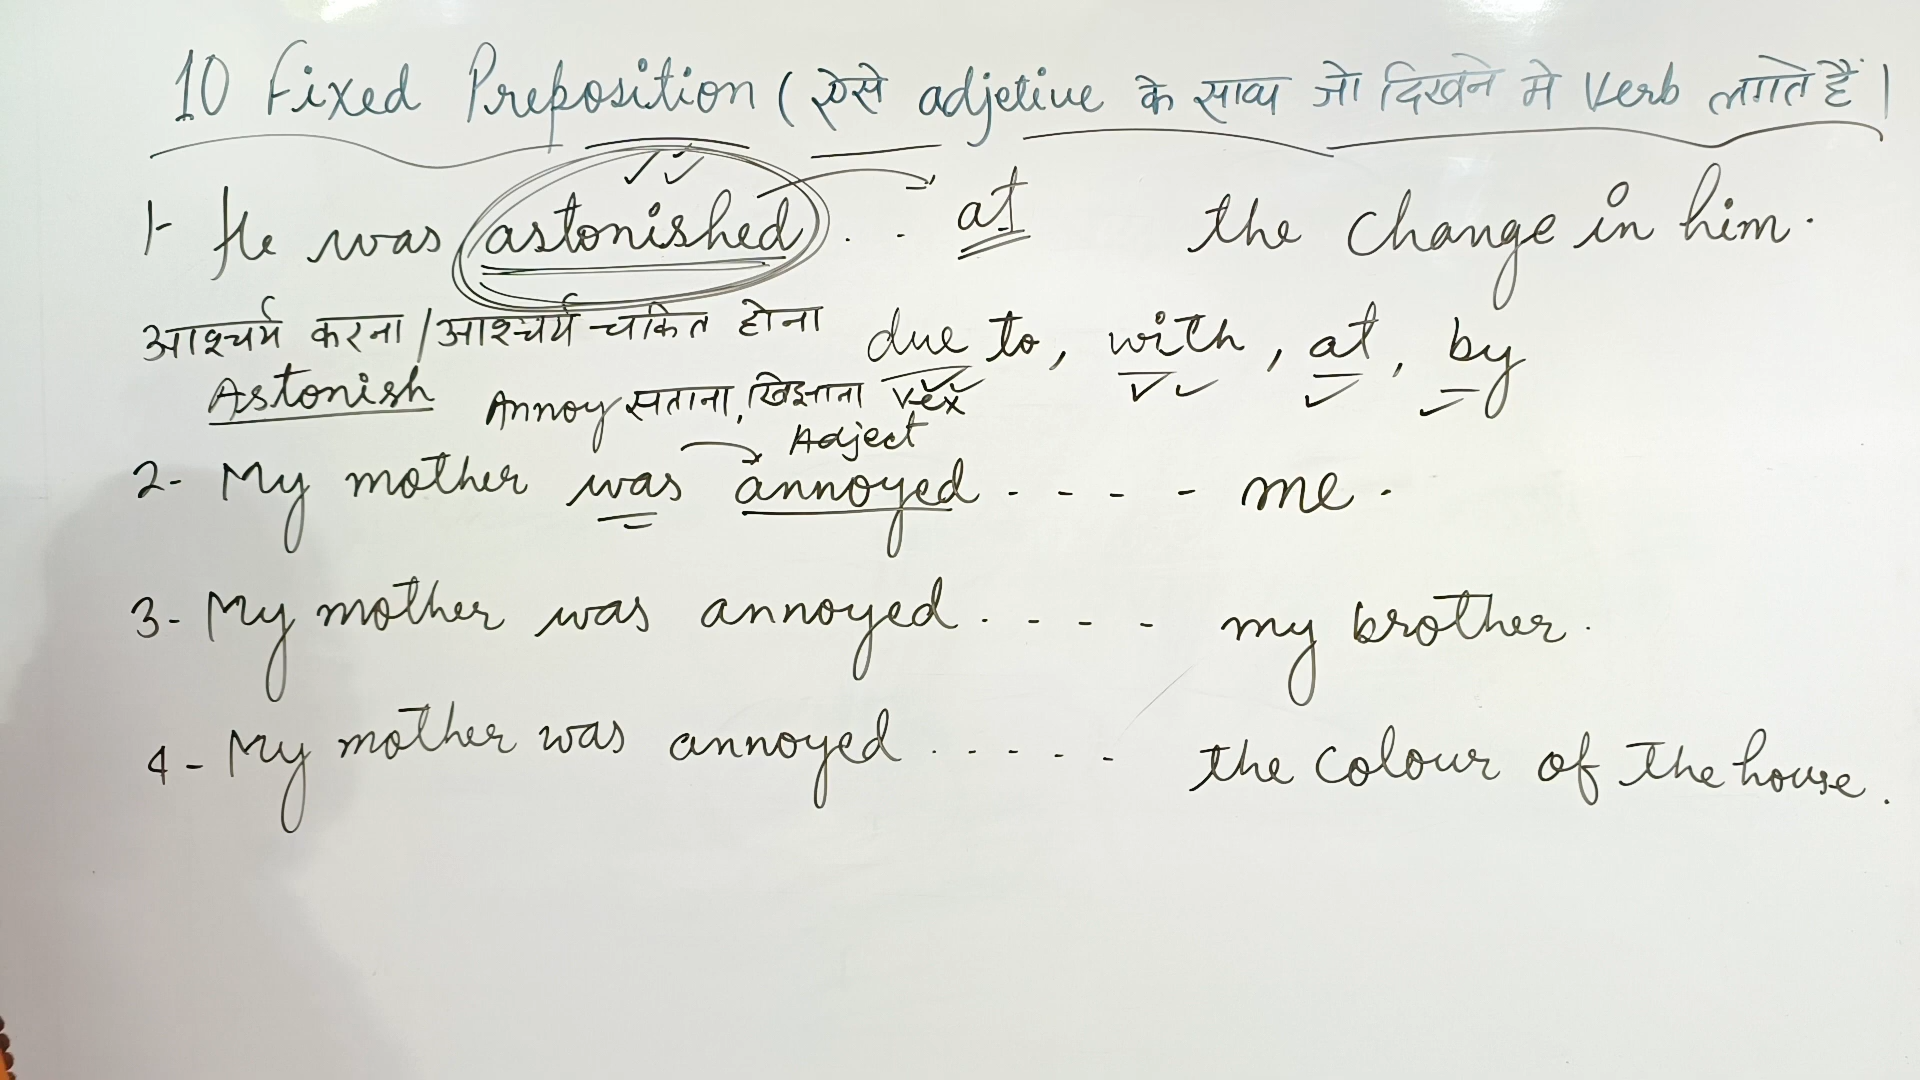 10 Fixed Preposition ( ऐसे adjetive के साथ जो दिखने मे Verb लगते हैं।
1- He was astonished . . at the change in him.
आश्चर्य करना / आश्चर्य चकित होना due to, with, at, by
Astonish Annoy सताना, खिझाना vex
Adject
2- My mother was annoyed - - - - me.
3- My mother was annoyed. - - - my brother.
4- My mother was annoyed . - - - - the colour of the house.